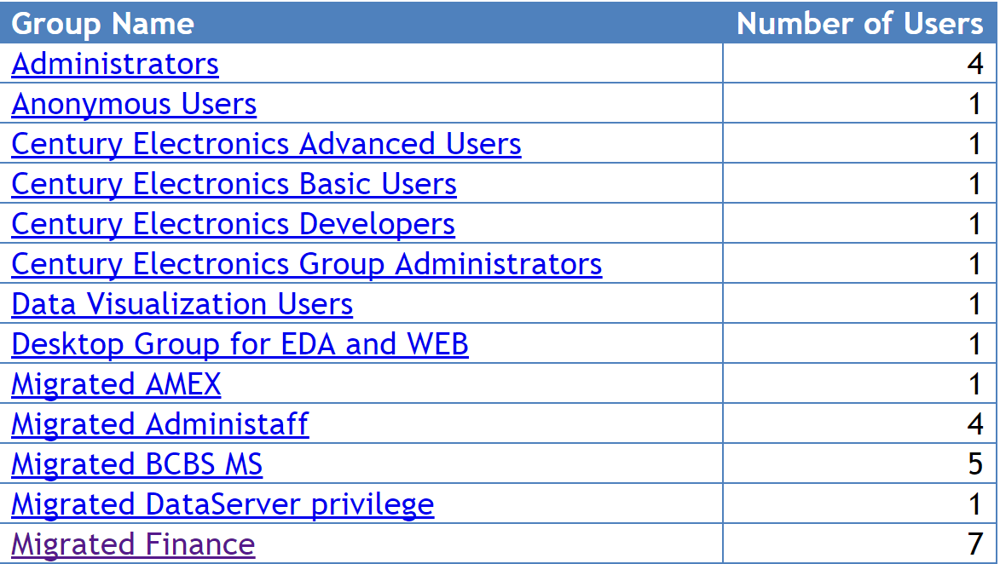 Group Name Number of Users
Administrators 4
Anonymous Users 1
Century Electronics Advanced Users 1
Century Electronics Basic Users 1
Century Electronics Developers 1
Century Electronics Group Administrators 1
Data Visualization Users 1
Desktop Group for EDA and WEB 1
Migrated AMEX 1
Migrated Administaff 4
Migrated BCBS MS 5
Migrated DataServer privilege 1
Migrated Finance 7